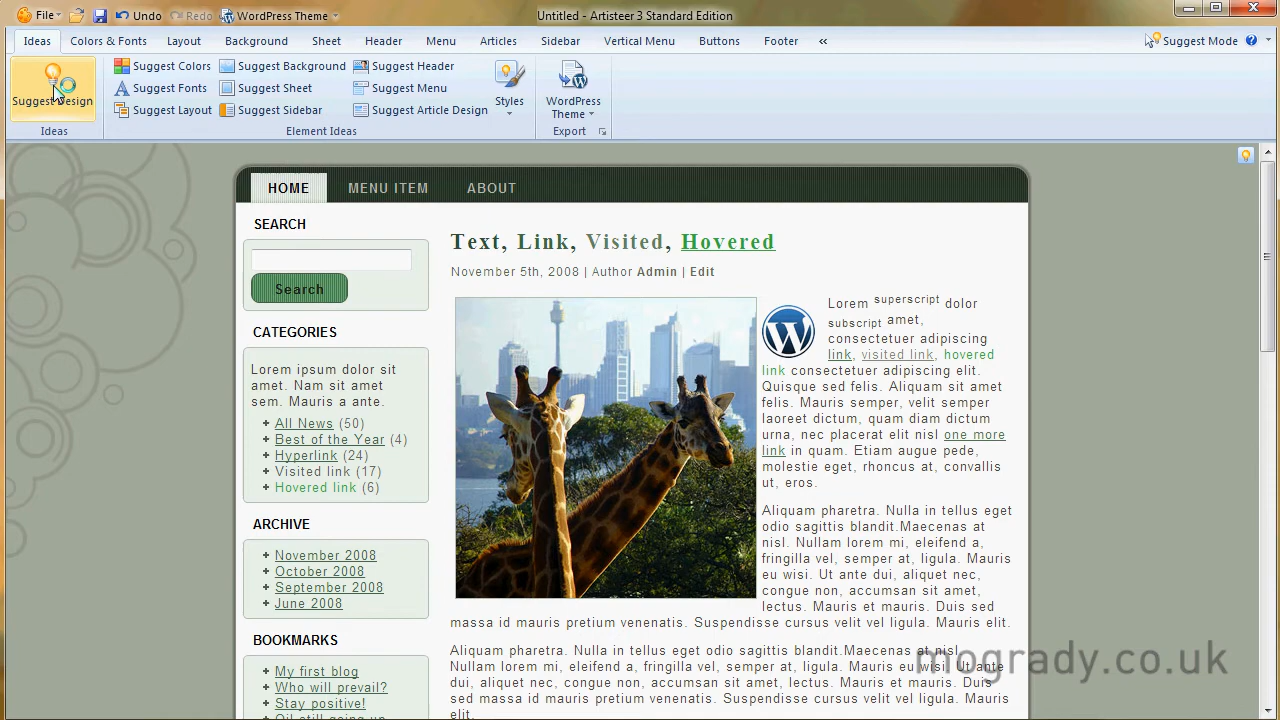 File Undo Redo WordPress Theme Untitled - Artisteer 3 Standard Edition
Ideas Colors & Fonts Layout Background Sheet Header Menu Articles Sidebar Vertical Menu Buttons Footer « Suggest Mode
Suggest Design
Ideas
Suggest Colors Suggest Background Suggest Header
Suggest Fonts Suggest Sheet Suggest Menu
Suggest Layout Suggest Sidebar Suggest Article Design
Element Ideas
Styles
WordPress
Theme
Export
HOME MENU ITEM ABOUT
SEARCH
Search
CATEGORIES
Lorem ipsum dolor sit
amet. Nam sit amet
sem. Mauris a ante.
All News (50)
Best of the Year (4)
Hyperlink (24)
Visited link (17)
Hovered link (6)
ARCHIVE
November 2008
October 2008
September 2008
June 2008
BOOKMARKS
My first blog
Who will prevail?
Stay positive!
Oil still going up
Text, Link, Visited, Hovered
November 5th, 2008 | Author Admin | Edit
Lorem superscript dolor
subscript amet,
consectetuer adipiscing
link, visited link, hovered
link consectetuer adipiscing elit.
Quisque sed felis. Aliquam sit amet
felis. Mauris semper, velit semper
laoreet dictum, quam diam dictum
urna, nec placerat elit nisl one more
link in quam. Etiam augue pede,
molestie eget, rhoncus at, convallis
ut, eros.
Aliquam pharetra. Nulla in tellus eget
odio sagittis blandit.Maecenas at
nisl. Nullam lorem mi, eleifend a,
fringilla vel, semper at, ligula. Mauris
eu wisi. Ut ante dui, aliquet nec,
congue non, accumsan sit amet,
lectus. Mauris et mauris. Duis sed
massa id mauris pretium venenatis. Suspendisse cursus velit vel ligula. Mauris elit.
Aliquam pharetra. Nulla in tellus eget odio sagittis blandit.Maecenas at nisl.
Nullam lorem mi, eleifend a, fringilla vel, semper at, ligula. Mauris eu wisi. Ut ante
dui, aliquet nec, congue non, accumsan sit amet, lectus. Mauris et mauris. Duis
sed massa id mauris pretium venenatis. Suspendisse cursus velit vel ligula. Mauris
elit.
mogrady.co.uk